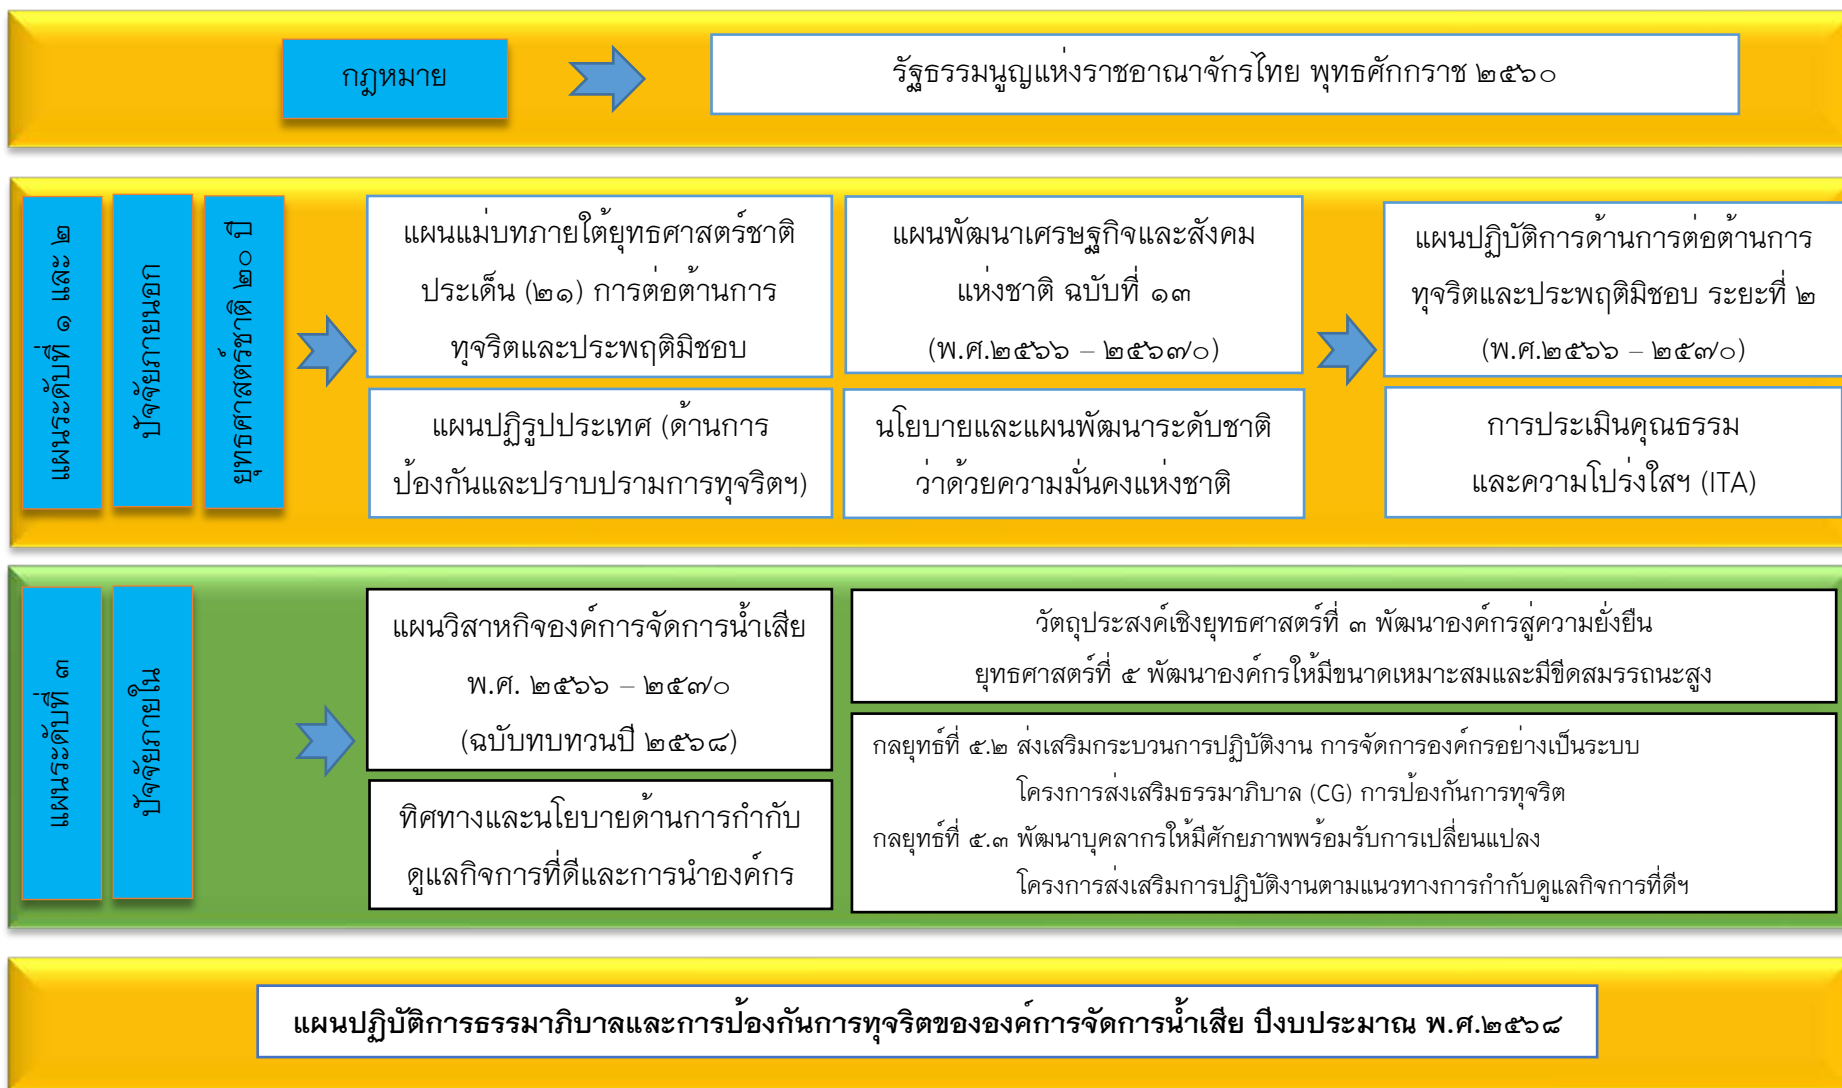 กฎหมาย
รัฐธรรมนูญแห่งราชอาณาจักรไทย พุทธศักกราช ๒๕๖๐
แผนระดับที่ ๑ และ ๒
ปัจจัยภายนอก
ยุทธศาสตร์ชาติ ๒๐ ปี
แผนแม่บทภายใต้ยุทธศาสตร์ชาติ
ประเด็น (๒๑) การต่อต้านการ
ทุจริตและประพฤติมิชอบ
แผนปฏิรูปประเทศ (ด้านการ
ป้องกันและปราบปรามการทุจริตฯ)
แผนพัฒนาเศรษฐกิจและสังคม
แห่งชาติ ฉบับที่ ๑๓
(พ.ศ.๒๕๖๖ – ๒๕๖๗๐)
นโยบายและแผนพัฒนาระดับชาติ
ว่าด้วยความมั่นคงแห่งชาติ
แผนปฏิบัติการด้านการต่อต้านการ
ทุจริตและประพฤติมิชอบ ระยะที่ ๒
(พ.ศ.๒๕๖๖ – ๒๕๗๐)
การประเมินคุณธรรม
และความโปร่งใสฯ (ITA)
แผนระดับที่ ๓
ปัจจัยภายใน
แผนวิสาหกิจองค์การจัดการน้ำเสีย
พ.ศ. ๒๕๖๖ – ๒๕๗๐
(ฉบับทบทวนปี ๒๕๖๘)
ทิศทางและนโยบายด้านการกำกับ
ดูแลกิจการที่ดีและการนำองค์กร
วัตถุประสงค์เชิงยุทธศาสตร์ที่ ๓ พัฒนาองค์กรสู่ความยั่งยืน
ยุทธศาสตร์ที่ ๕ พัฒนาองค์กรให้มีขนาดเหมาะสมและมีขีดสมรรถนะสูง
กลยุทธ์ที่ ๕.๒ ส่งเสริมกระบวนการปฏิบัติงาน การจัดการองค์กรอย่างเป็นระบบ
โครงการส่งเสริมธรรมาภิบาล (CG) การป้องกันการทุจริต
กลยุทธ์ที่ ๕.๓ พัฒนาบุคลากรให้มีศักยภาพพร้อมรับการเปลี่ยนแปลง
โครงการส่งเสริมการปฏิบัติงานตามแนวทางการกำกับดูแลกิจการที่ดีฯ
แผนปฏิบัติการธรรมาภิบาลและการป้องกันการทุจริตขององค์การจัดการน้ำเสีย ปีงบประมาณ พ.ศ.๒๕๖๘